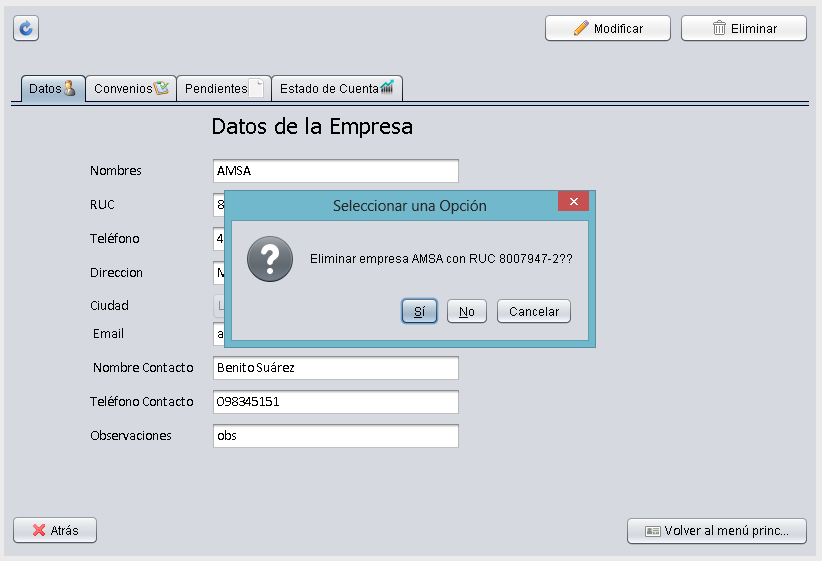 Modificar
Eliminar
Datos
Convenios
Pendientes
Estado de Cuenta
Datos de la Empresa
Nombres
AMSA
RUC
8
Teléfono
4
Direccion
M
Ciudad
L
Email
a
Seleccionar una Opción
Eliminar empresa AMSA con RUC 8007947-2??
Sí
No
Cancelar
Nombre Contacto
Benito Suárez
Teléfono Contacto
098345151
Observaciones
obs
Atrás
Volver al menú princ...